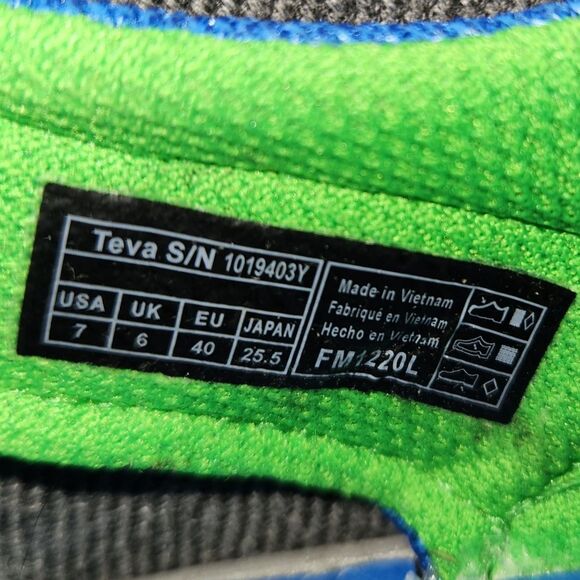 Teva S/N 1019403Y
USA UK EU JAPAN
7 6 40 25.5
Made in Vietnam
Fabriqué en Vietnam
Hecho en Vietnam
FM1220L